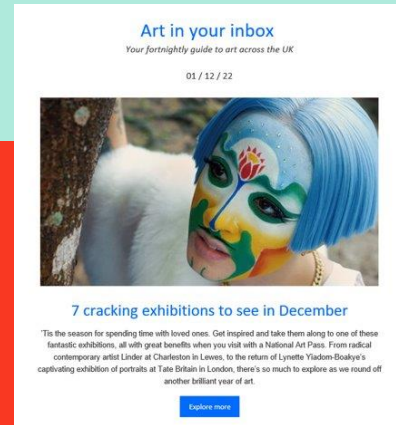 Art in your inbox
Your fortnightly guide to art across the UK
01 / 12 / 22
7 cracking exhibitions to see in December
'Tis the season for spending time with loved ones. Get inspired and take them along to one of these
fantastic exhibitions, all with great benefits when you visit with a National Art Pass. From radical
contemporary artist Linder at Charleston in Lewes, to the return of Lynette Yiadom-Boakye's
captivating exhibition of portraits at Tate Britain in London, there's so much to explore as we round off
another brilliant year of art.
Explore more